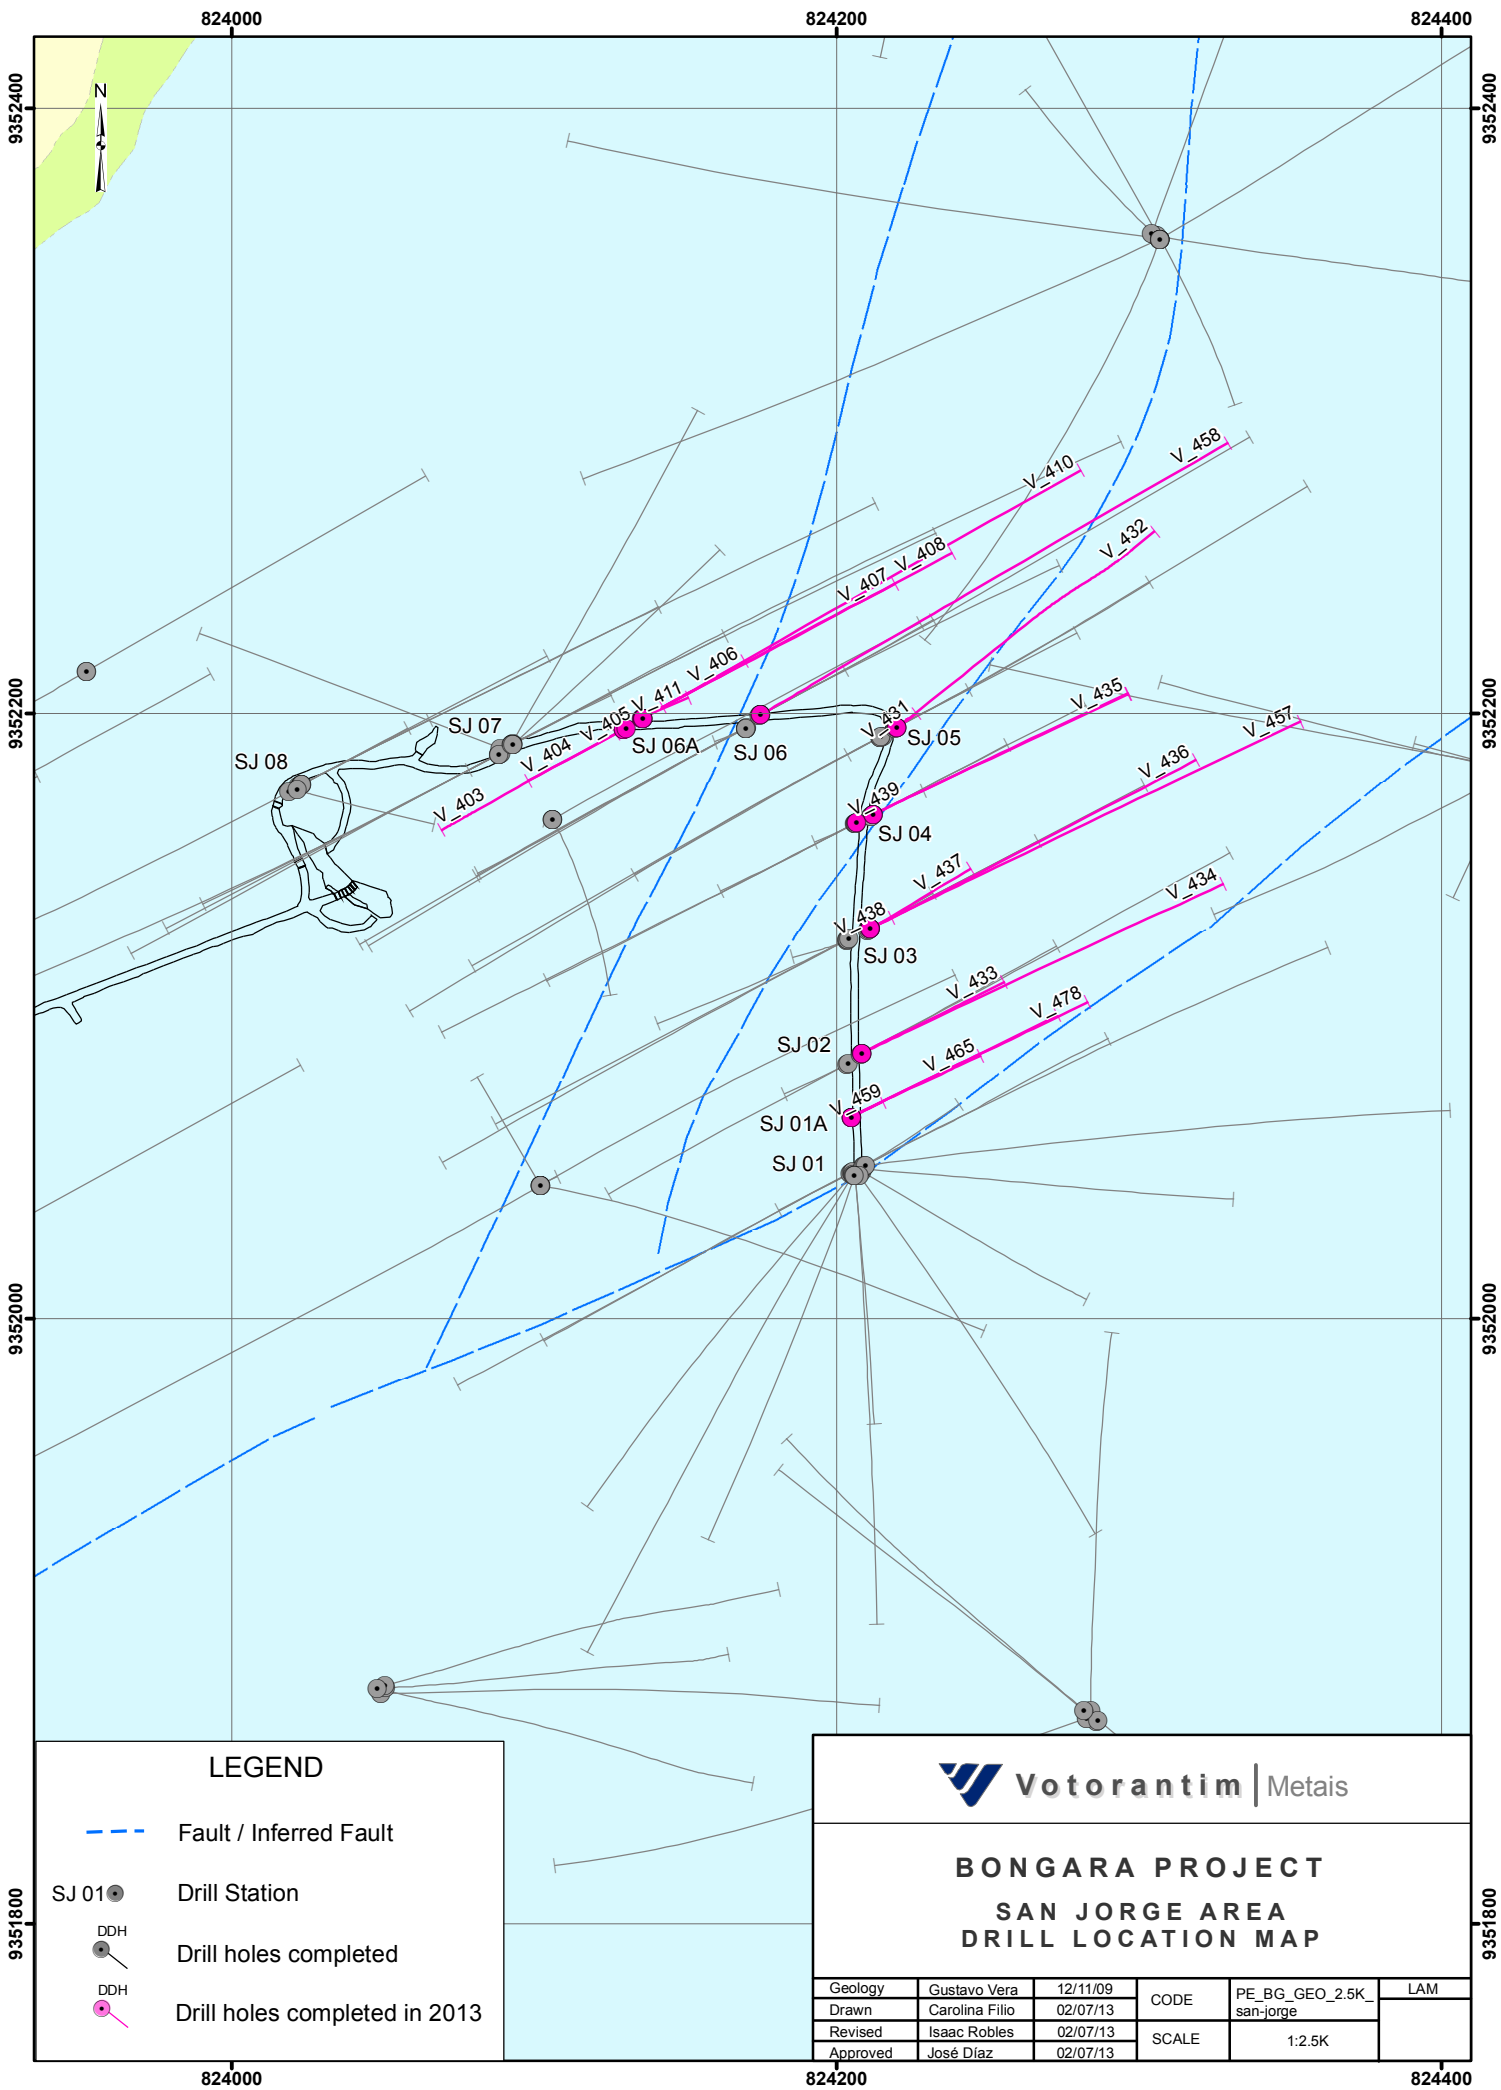 824000
824200
824400
9352400
9352400
N
V_458
V_410
V_432
V_408
V_407
V_406
V_411
V_405
V_404
V_403
V_431
V_435
V_457
V_436
V_439
V_437
V_434
V_438
V_433
V_478
V_465
V_459
9352200
9352200
SJ 08
SJ 07
SJ 06A
SJ 06
SJ 05
SJ 04
SJ 03
SJ 02
SJ 01A
SJ 01
9352000
9352000
9351800
9351800
LEGEND
Fault / Inferred Fault
SJ 01
Drill Station
DDH
Drill holes completed
DDH
Drill holes completed in 2013
Votorantim | Metais
BONGARA PROJECT
SAN JORGE AREA
DRILL LOCATION MAP
Geology Gustavo Vera 12/11/09
Drawn Carolina Filio 02/07/13
Revised Isaac Robles 02/07/13
Approved José Díaz 02/07/13
CODE
PE_BG_GEO_2.5K_
san-jorge
LAM
SCALE
1:2.5K
824000
824200
824400